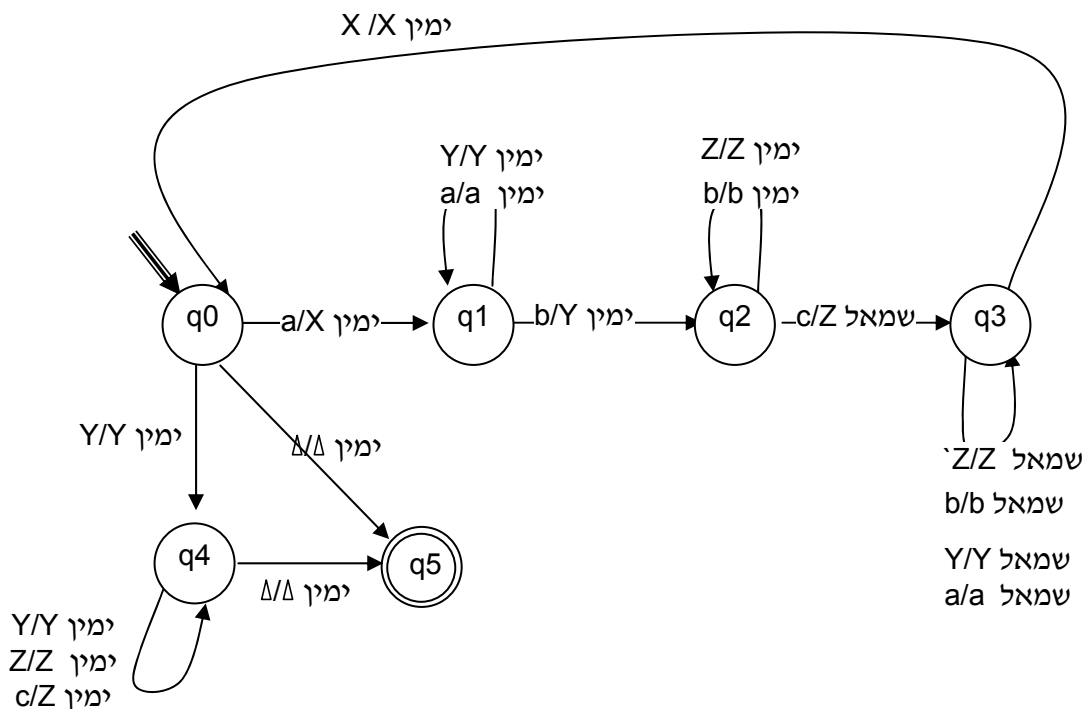 X /X ימין
Y/Y ימין
a/a ימין
Z/Z ימין
b/b ימין
q0
a/X ימין
q1
b/Y ימין
q2
c/Z שמאל
q3
Y/Y ימין
Δ/Δ ימין
`Z/Z שמאל
b/b שמאל
Y/Y שמאל
a/a שמאל
q4
Δ/Δ ימין
q5
Y/Y ימין
Z/Z ימין
c/Z ימין